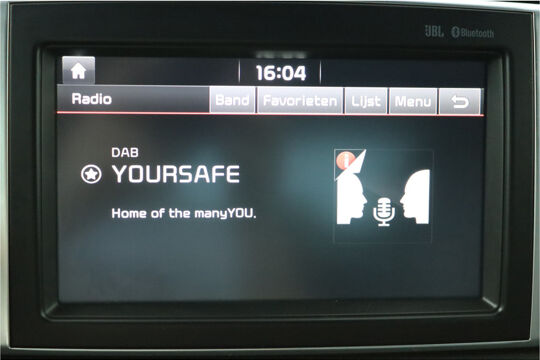 JBL Bluetooth
16:04
Radio Band Favorieten Lijst Menu
DAB
YOURSAFE
Home of the manyYOU.